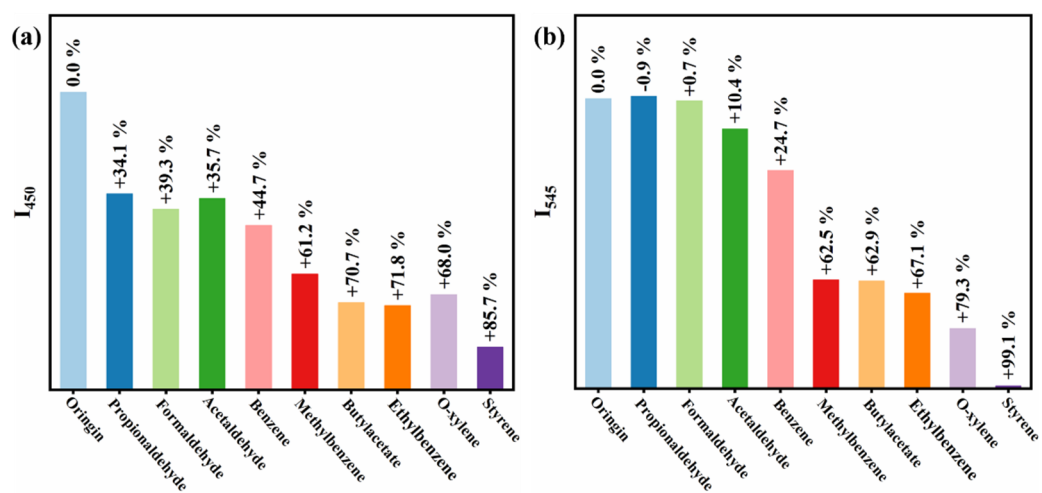 (a)
I450
0.0 %
+34.1 %
+39.3 %
+35.7 %
+44.7 %
+61.2 %
+70.7 %
+71.8 %
+68.0 %
+85.7 %
Oringin
Propionaldehyde
Formaldehyde
Acetaldehyde
Benzene
Methylbenzene
Butylacetate
Ethylbenzene
O-xylene
Styrene
(b)
I545
0.0 %
-0.9 %
+0.7 %
+10.4 %
+24.7 %
+62.5 %
+62.9 %
+67.1 %
+79.3 %
+99.1 %
Oringin
Propionaldehyde
Formaldehyde
Acetaldehyde
Benzene
Methylbenzene
Butylacetate
Ethylbenzene
O-xylene
Styrene